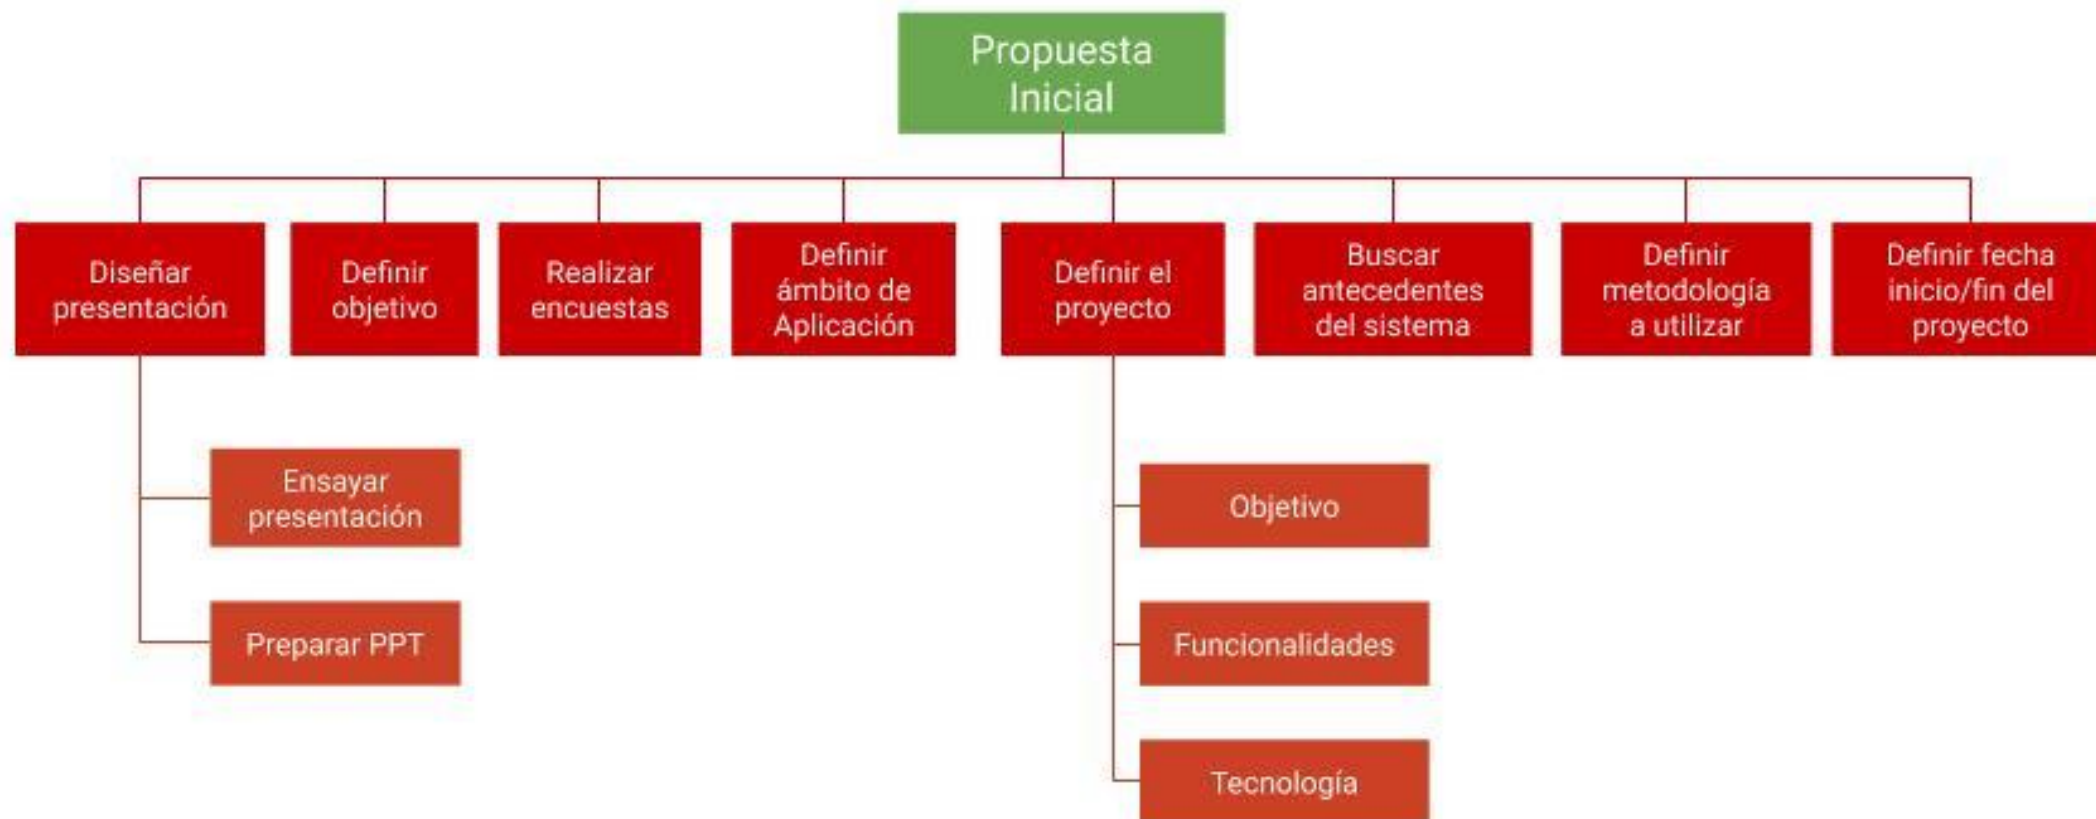 Propuesta
Inicial
Diseñar
presentación
Definir
objetivo
Realizar
encuestas
Definir
ámbito de
Aplicación
Definir el
proyecto
Buscar
antecedentes
del sistema
Definir
metodología
a utilizar
Definir fecha
inicio/fin del
proyecto
Ensayar
presentación
Preparar PPT
Objetivo
Funcionalidades
Tecnología